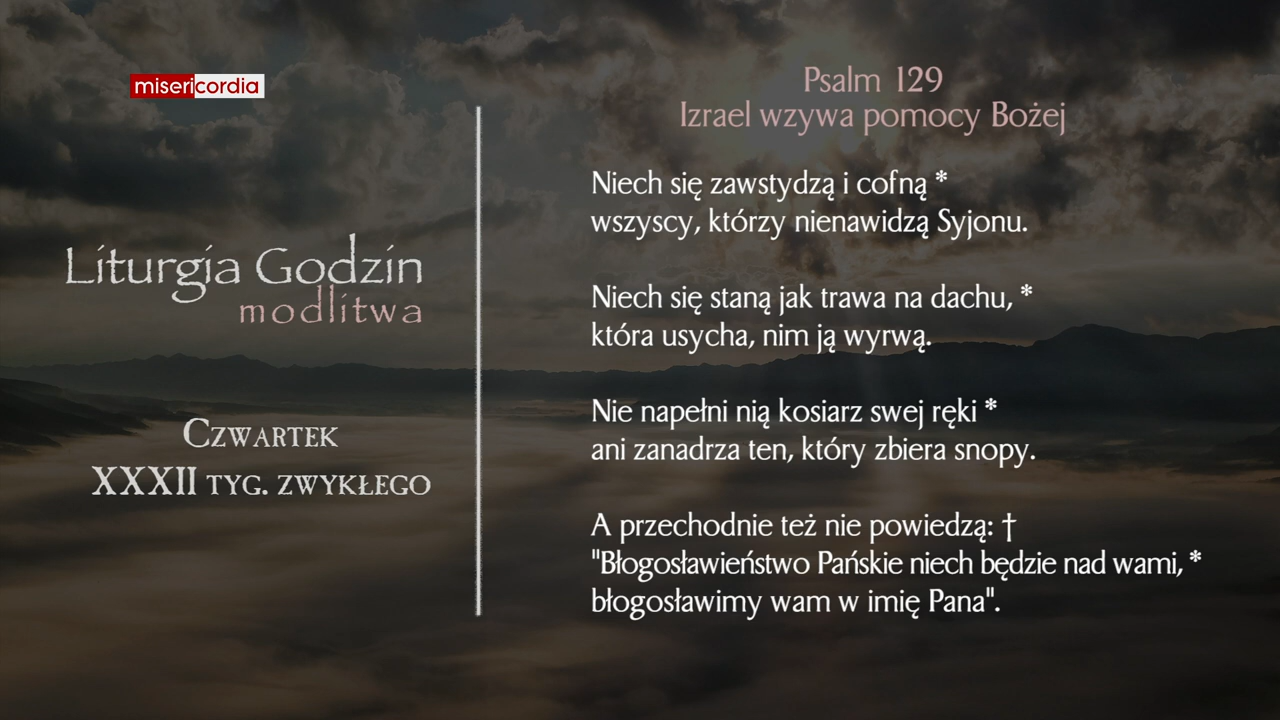 misericordia
Liturgia Godzin
modlitwa
Czwartek
XXXII tyg. zwykłego
Psalm 129
Izrael wzywa pomocy Bożej
Niech się zawstydzą i cofną *
wszyscy, którzy nienawidzą Syjonu.
Niech się staną jak trawa na dachu, *
która usycha, nim ją wyrwą.
Nie napełni nią kosiarz swej ręki *
ani zanadrza ten, który zbiera snopy.
A przechodnie też nie powiedzą: †
"Błogosławieństwo Pańskie niech będzie nad wami, *
błogosławimy wam w imię Pana".